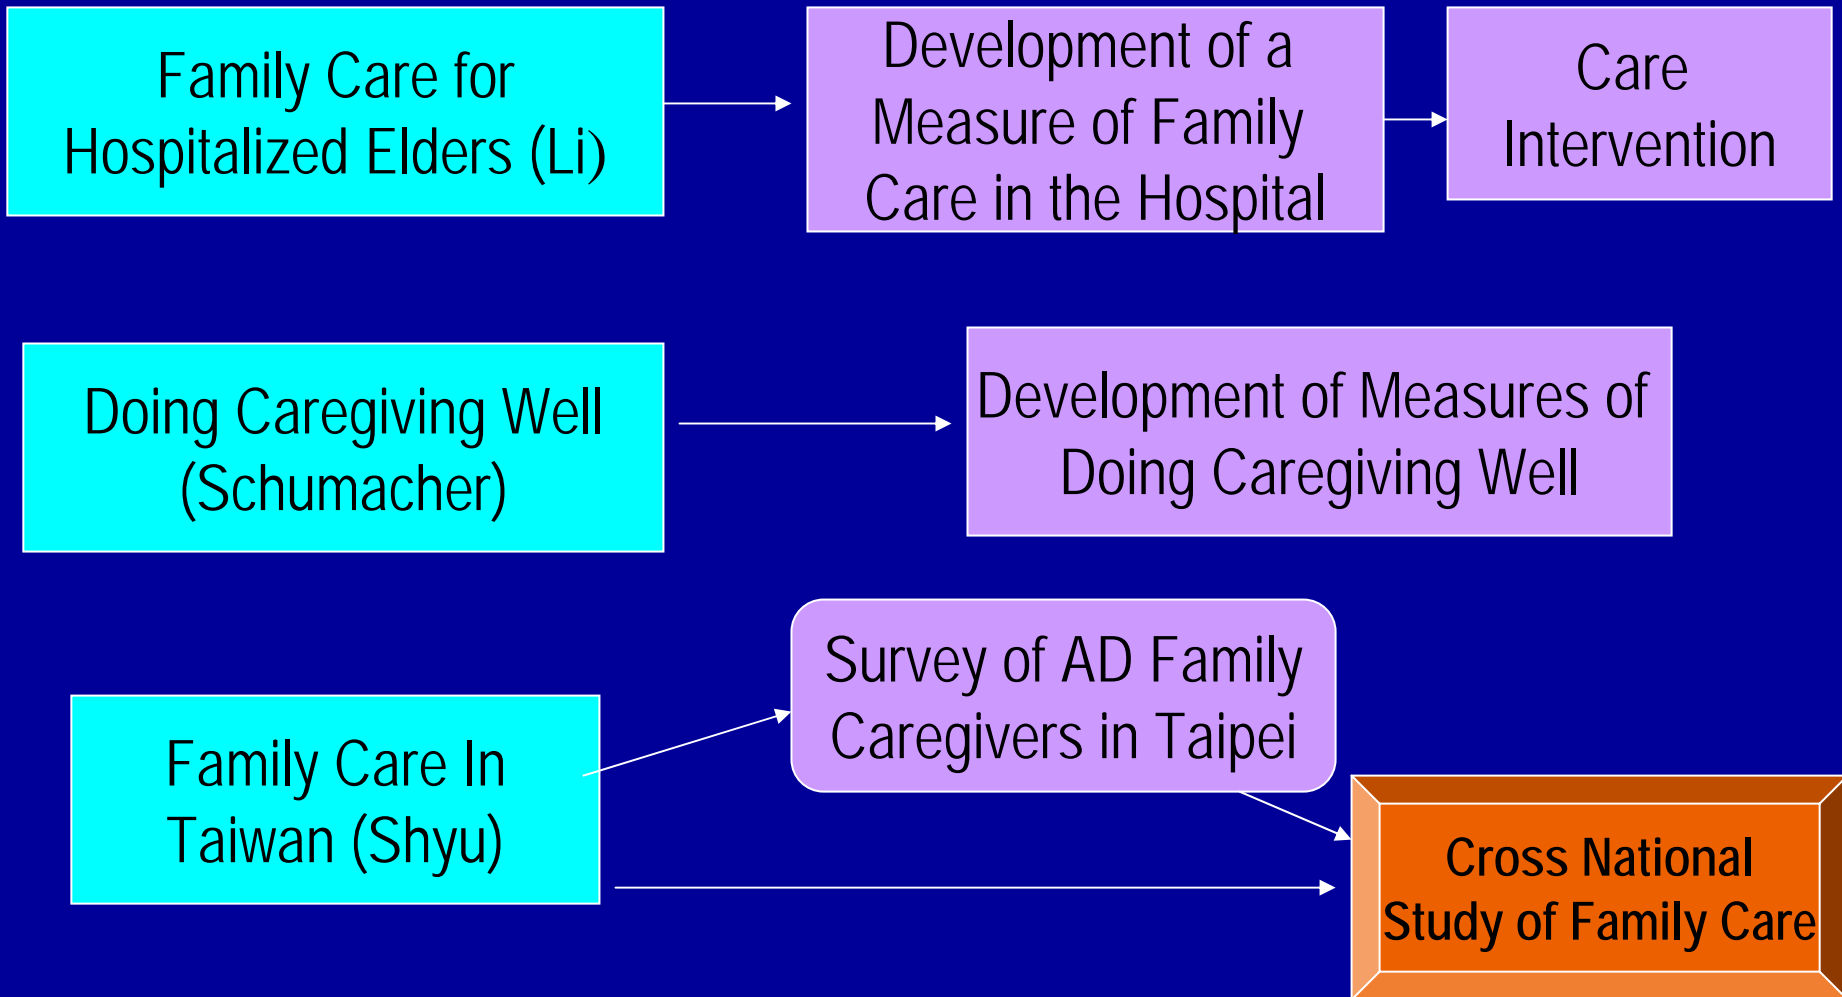 Family Care for
Hospitalized Elders (Li)
Development of a
Measure of Family
Care in the Hospital
Care
Intervention
Doing Caregiving Well
(Schumacher)
Development of Measures of
Doing Caregiving Well
Survey of AD Family
Caregivers in Taipei
Family Care In
Taiwan (Shyu)
Cross National
Study of Family Care